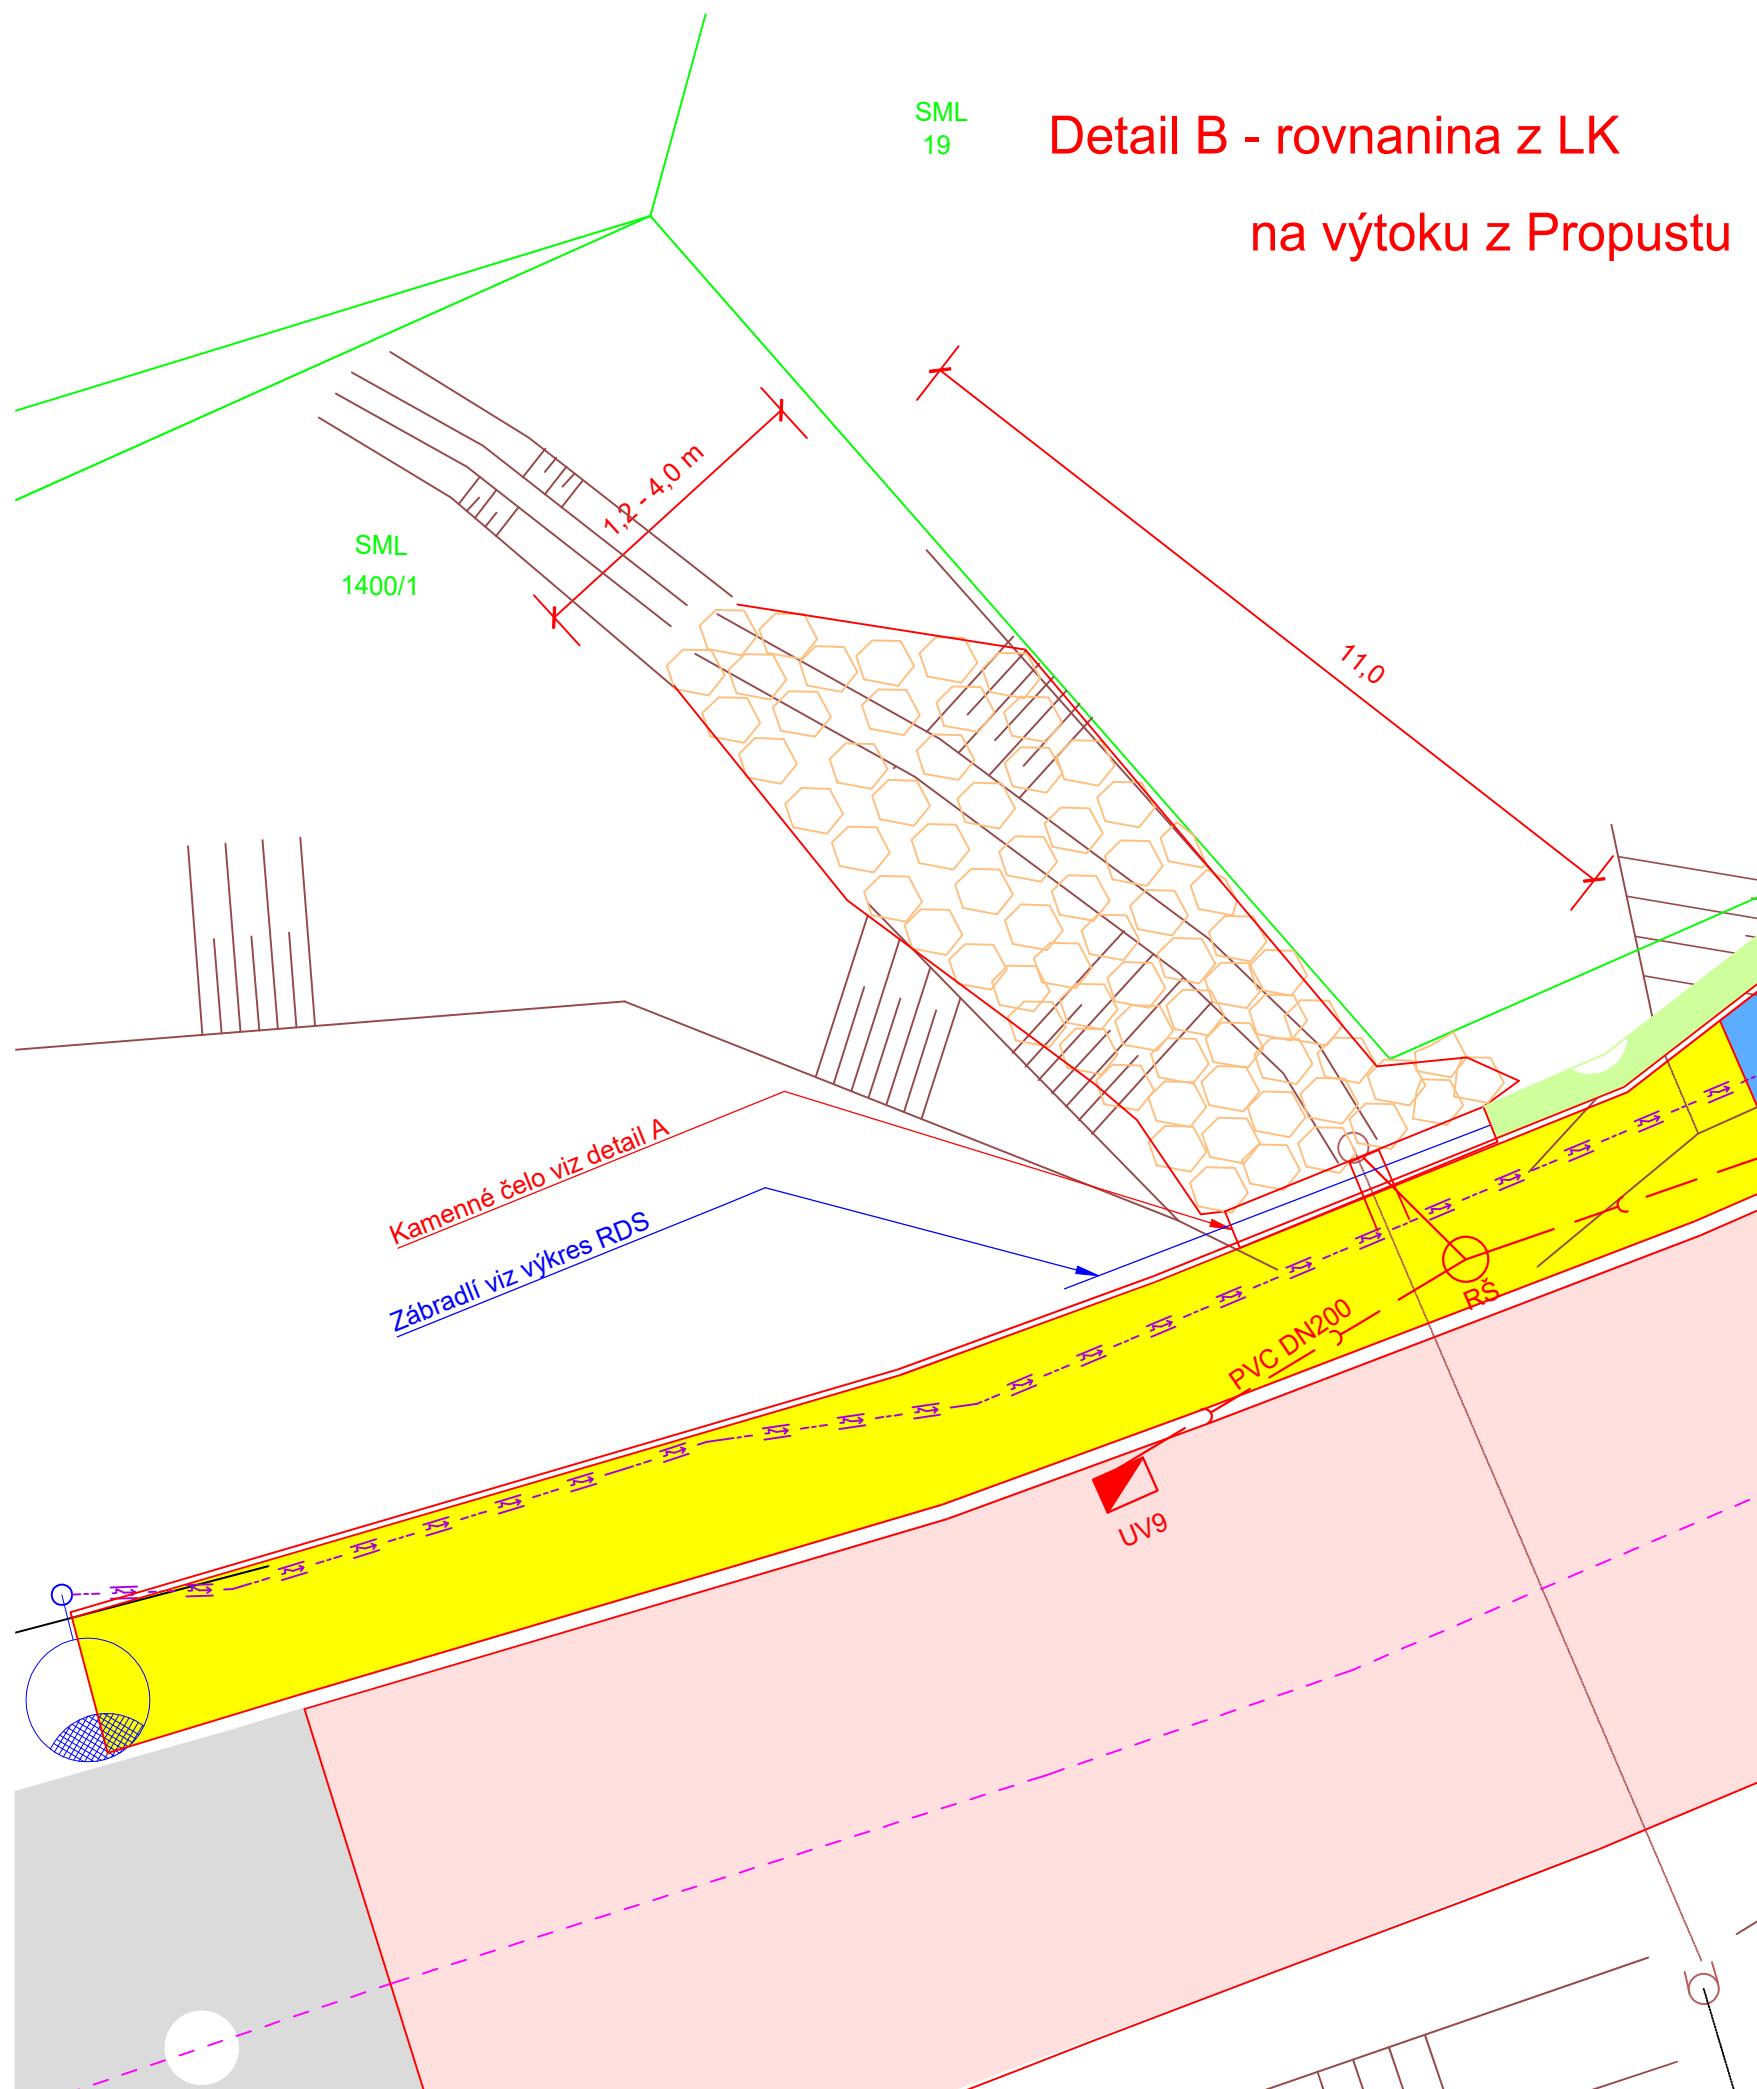 SML
19
Detail B - rovnanina z LK
na výtoku z Propustu
1,2 - 4,0 m
SML
1400/1
11,0
Kamenné čelo viz detail A
Zábradlí viz výkres RDS
RŠ
PVC DN200
UV9